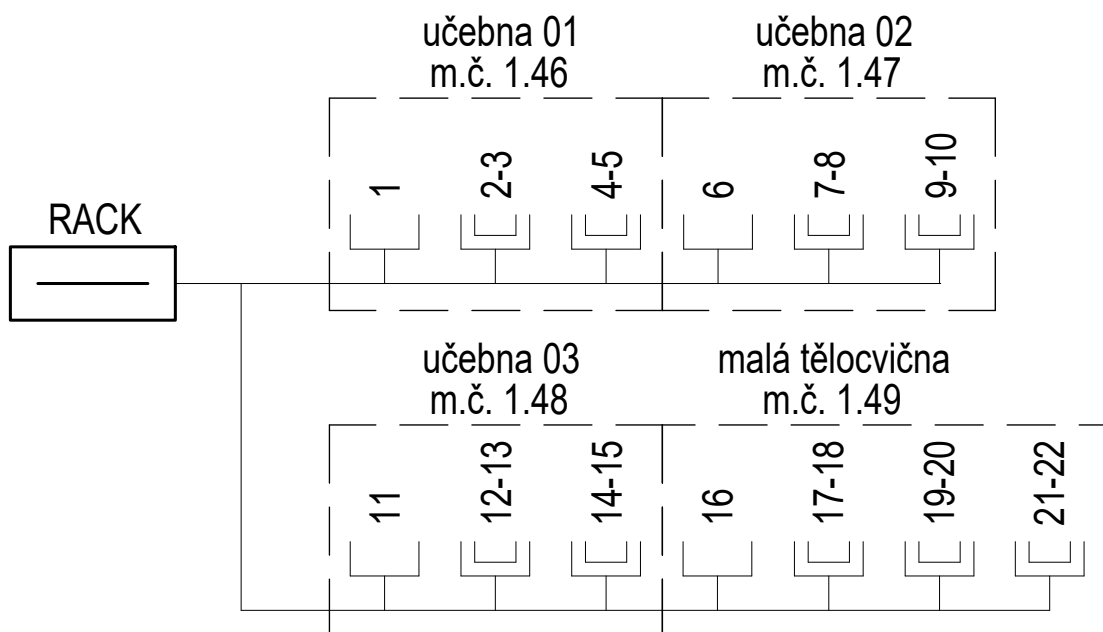 učebna 01
m.č. 1.46
učebna 02
m.č. 1.47
1
2-3
4-5
6
7-8
9-10
RACK
učebna 03
m.č. 1.48
malá tělocvična
m.č. 1.49
11
12-13
14-15
16
17-18
19-20
21-22